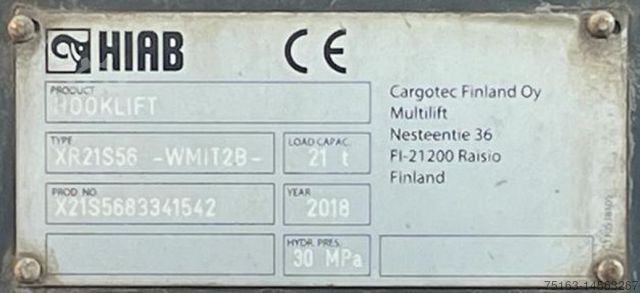 HIAB CE
PRODUCT
HOOKLIFT
TYPE
XR21S56 -WMIT2B-
LOAD CAPAC.
21 t
PROD NO.
X21S5683341542
YEAR
2018
HYDR. PRES.
30 MPa
Cargotec Finland Oy
Multilift
Nesteentie 36
FI-21200 Raisio
Finland
75163-14563267